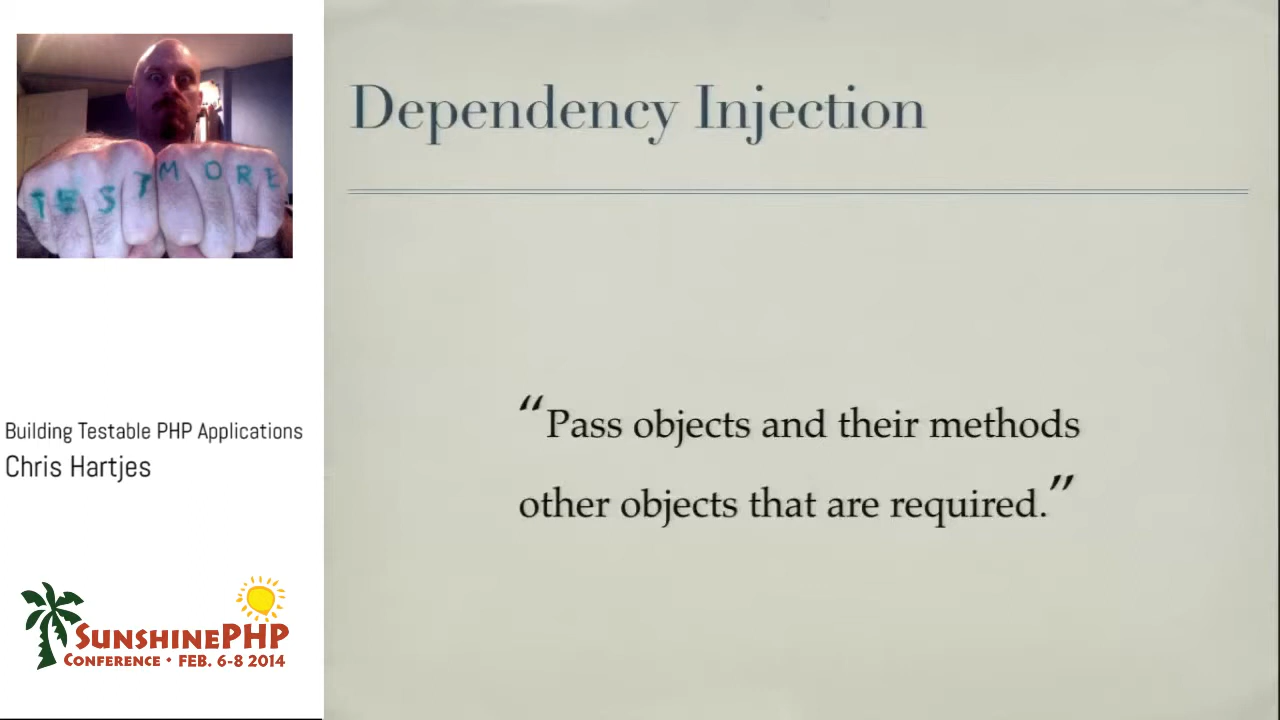 TEST MORE
Dependency Injection
“Pass objects and their methods
other objects that are required.”
Building Testable PHP Applications
Chris Hartjes
SUNSHINEPHP
CONFERENCE • FEB. 6-8 2014